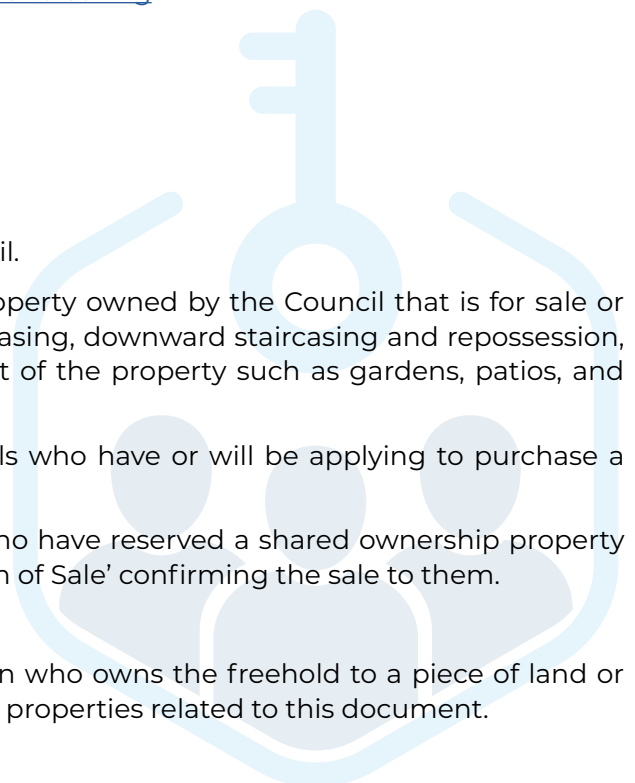 il.
operty owned by the Council that is for sale or
asing, downward staircasing and repossession,
t of the property such as gardens, patios, and
ls who have or will be applying to purchase a
no have reserved a shared ownership property
n of Sale’ confirming the sale to them.
n who owns the freehold to a piece of land or
properties related to this document.